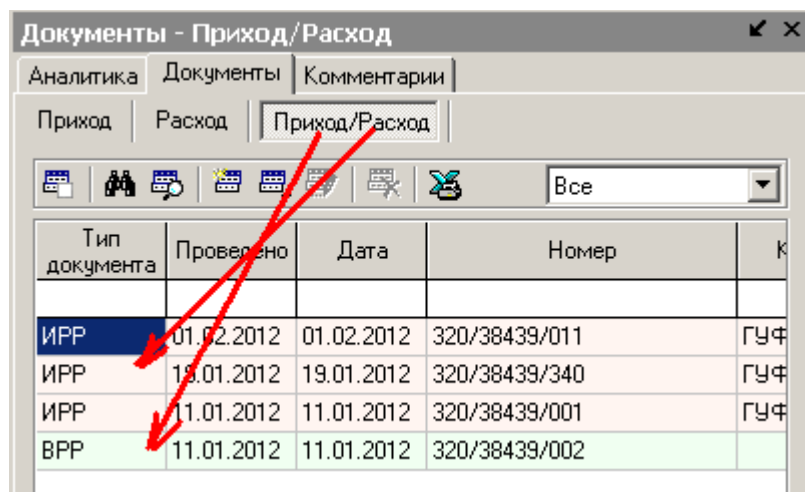 Документы - Приход/Расход
Аналитика Документы Комментарии
Приход Расход Приход/Расход
Все
Тип документа Проведено Дата Номер К
ИРР 01.02.2012 01.02.2012 320/38439/011 ГУФ
ИРР 19.01.2012 19.01.2012 320/38439/340 ГУФ
ИРР 11.01.2012 11.01.2012 320/38439/001 ГУФ
ВРР 11.01.2012 11.01.2012 320/38439/002